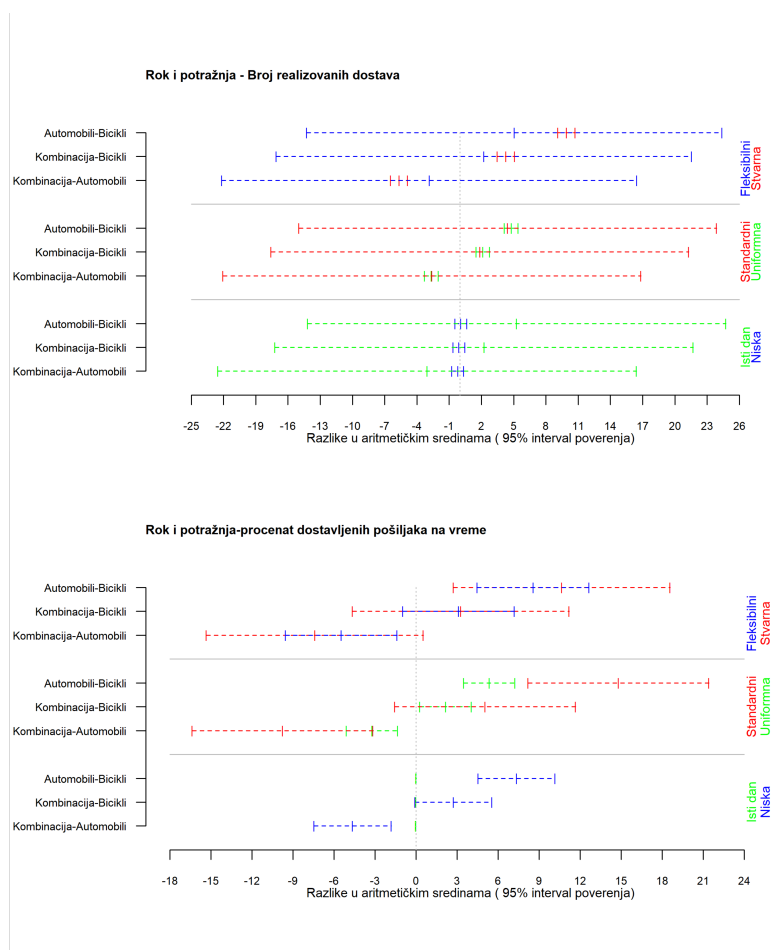 Rok i potražnja - Broj realizovanih dostava
Automobili-Bicikli
Kombinacija-Bicikli
Kombinacija-Automobili
Fleksibilni
Stvarna
Automobili-Bicikli
Kombinacija-Bicikli
Kombinacija-Automobili
Standardni
Uniformna
Automobili-Bicikli
Kombinacija-Bicikli
Kombinacija-Automobili
Isti dan
Niska
-25 -22 -19 -16 -13 -10 -7 -4 -1 2 5 8 11 14 17 20 23 26
Razlike u aritmetičkim sredinama ( 95% interval poverenja)
Rok i potražnja-procenat dostavljenih pošiljaka na vreme
Automobili-Bicikli
Kombinacija-Bicikli
Kombinacija-Automobili
Fleksibilni
Stvarna
Automobili-Bicikli
Kombinacija-Bicikli
Kombinacija-Automobili
Standardni
Uniformna
Automobili-Bicikli
Kombinacija-Bicikli
Kombinacija-Automobili
Isti dan
Niska
-18 -15 -12 -9 -6 -3 0 3 6 9 12 15 18 21 24
Razlike u aritmetičkim sredinama ( 95% interval poverenja)